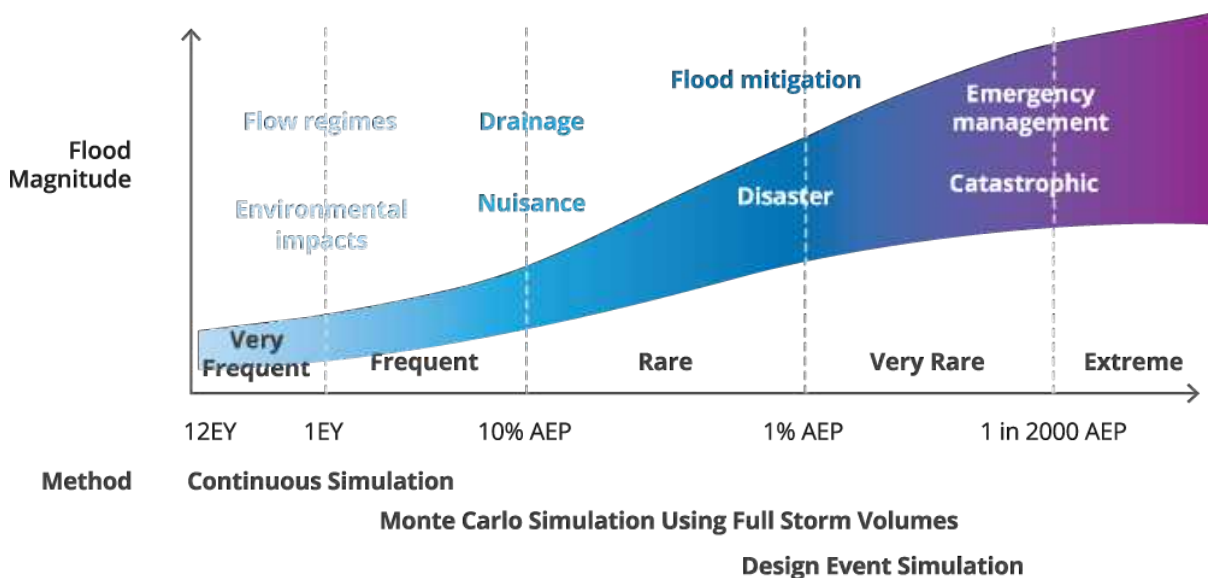 Flood mitigation
Emergency
management
Flow regimes
Drainage
Flood
Magnitude
Disaster
Catastrophic
Environmental
impacts
Nuisance
Very
Frequent
Frequent
Rare
Very Rare
Extreme
12EY
1EY
10% AEP
1% AEP
1 in 2000 AEP
Method
Continuous Simulation
Monte Carlo Simulation Using Full Storm Volumes
Design Event Simulation